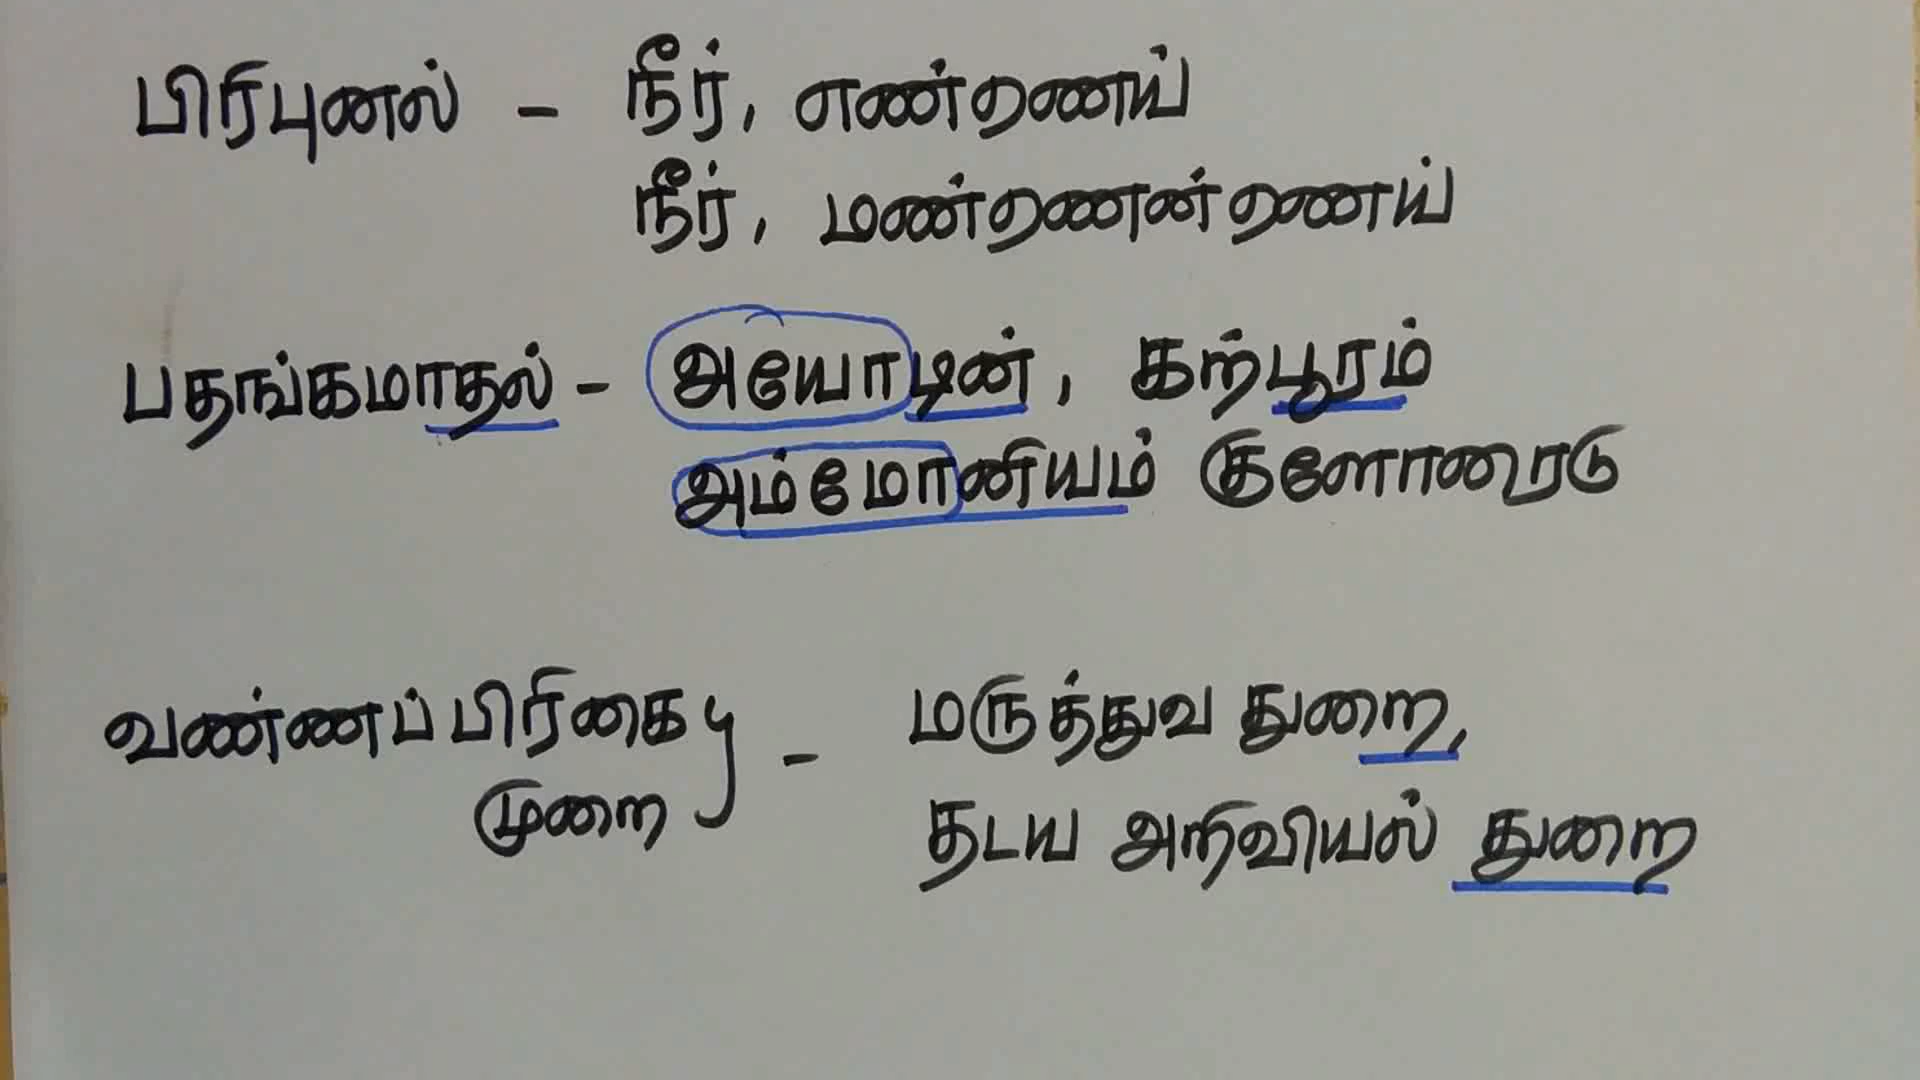 பிரிபுனல் - நீர், எண்ணெய்
நீர், மண்ணெண்ணெய்
பதங்கமாதல் - அயோடின், கற்பூரம்
அம்மோனியம் குளோரைடு
வண்ணப்பிரிகை - மருத்துவ துறை,
முறை
தடய அறிவியல் துறை